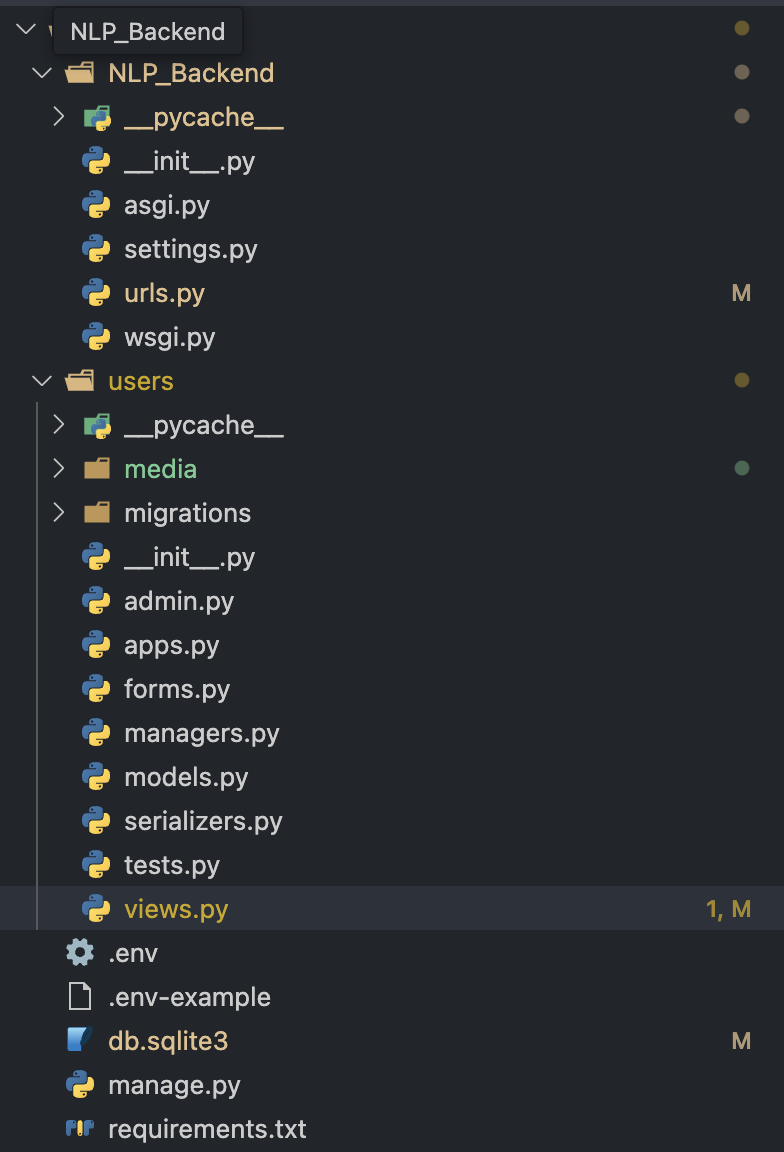 NLP_Backend
NLP_Backend
__pycache__
__init__.py
asgi.py
settings.py
urls.py M
wsgi.py
users
__pycache__
media
migrations
__init__.py
admin.py
apps.py
forms.py
managers.py
models.py
serializers.py
tests.py
views.py 1, M
.env
.env-example
db.sqlite3 M
manage.py
requirements.txt